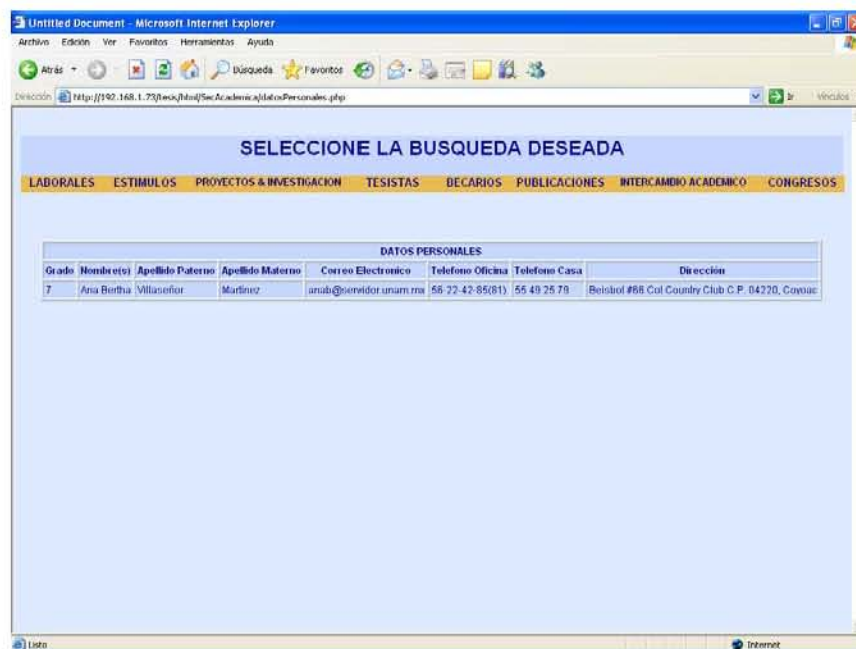 Untitled Document - Microsoft Internet Explorer
Archivo Edición Ver Favoritos Herramientas Ayuda
Atrás Búsqueda Favoritos
Dirección http://192.168.1.73/tesis/html/SecAcademica/datosPersonales.php Ir Vínculos
SELECCIONE LA BUSQUEDA DESEADA
LABORALES ESTIMULOS PROYECTOS & INVESTIGACION TESISTAS BECARIOS PUBLICACIONES INTERCAMBIO ACADEMICO CONGRESOS
DATOS PERSONALES
Grado Nombre(s) Apellido Paterno Apellido Materno Correo Electronico Telefono Oficina Telefono Casa Dirección
7 Ana Bertha Villaseñor Martinez anab@servidor.unam.mx 56-22-42-85(81) 55 49 25 79 Beisbol #66 Col Country Club C.P. 04220, Coyoac
Listo Internet